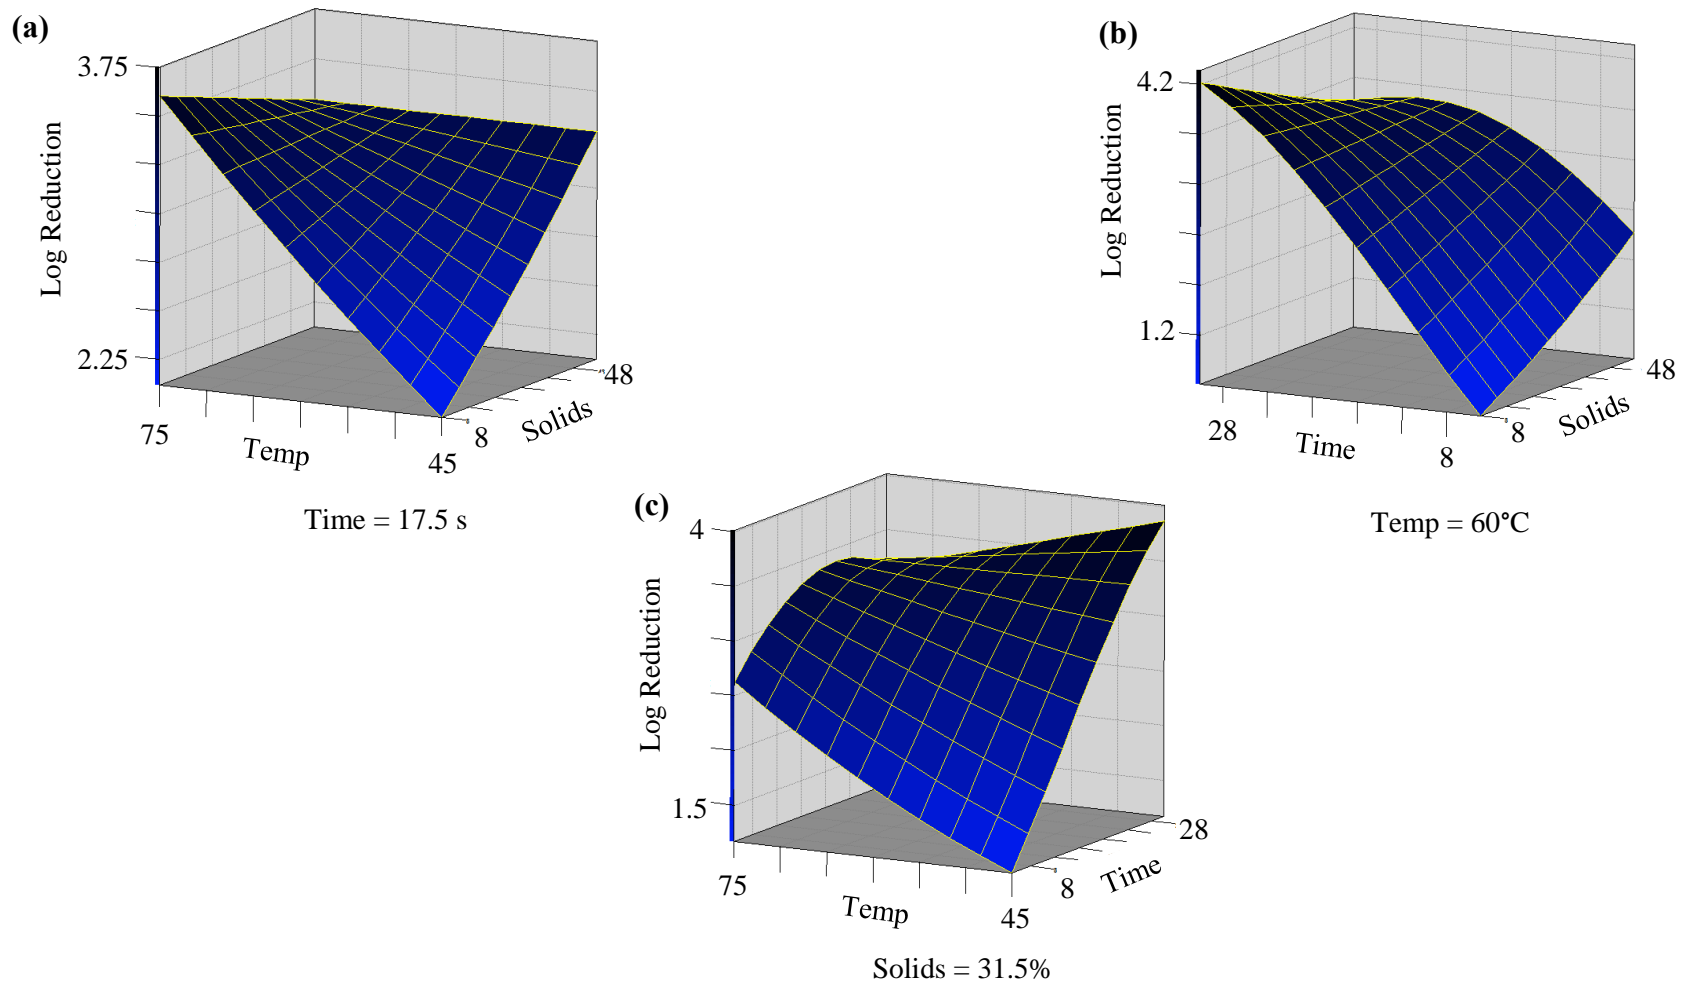 (a)
3.75
Log Reduction
2.25
75
Temp
45
8
Solids
48
Time = 17.5 s
(b)
4.2
Log Reduction
1.2
28
Time
8
8
Solids
48
Temp = 60°C
(c)
4
Log Reduction
1.5
75
Temp
45
8
Time
28
Solids = 31.5%